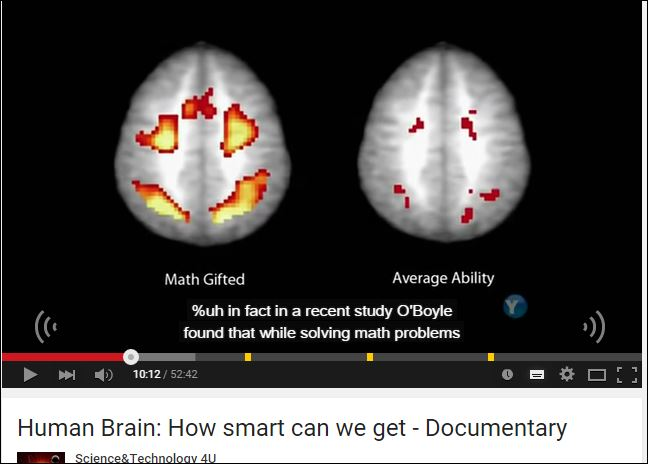 Math Gifted
Average Ability
Y
%uh in fact in a recent study O'Boyle
found that while solving math problems
10:12 / 52:42
Human Brain: How smart can we get - Documentary
Science&Technology 4U